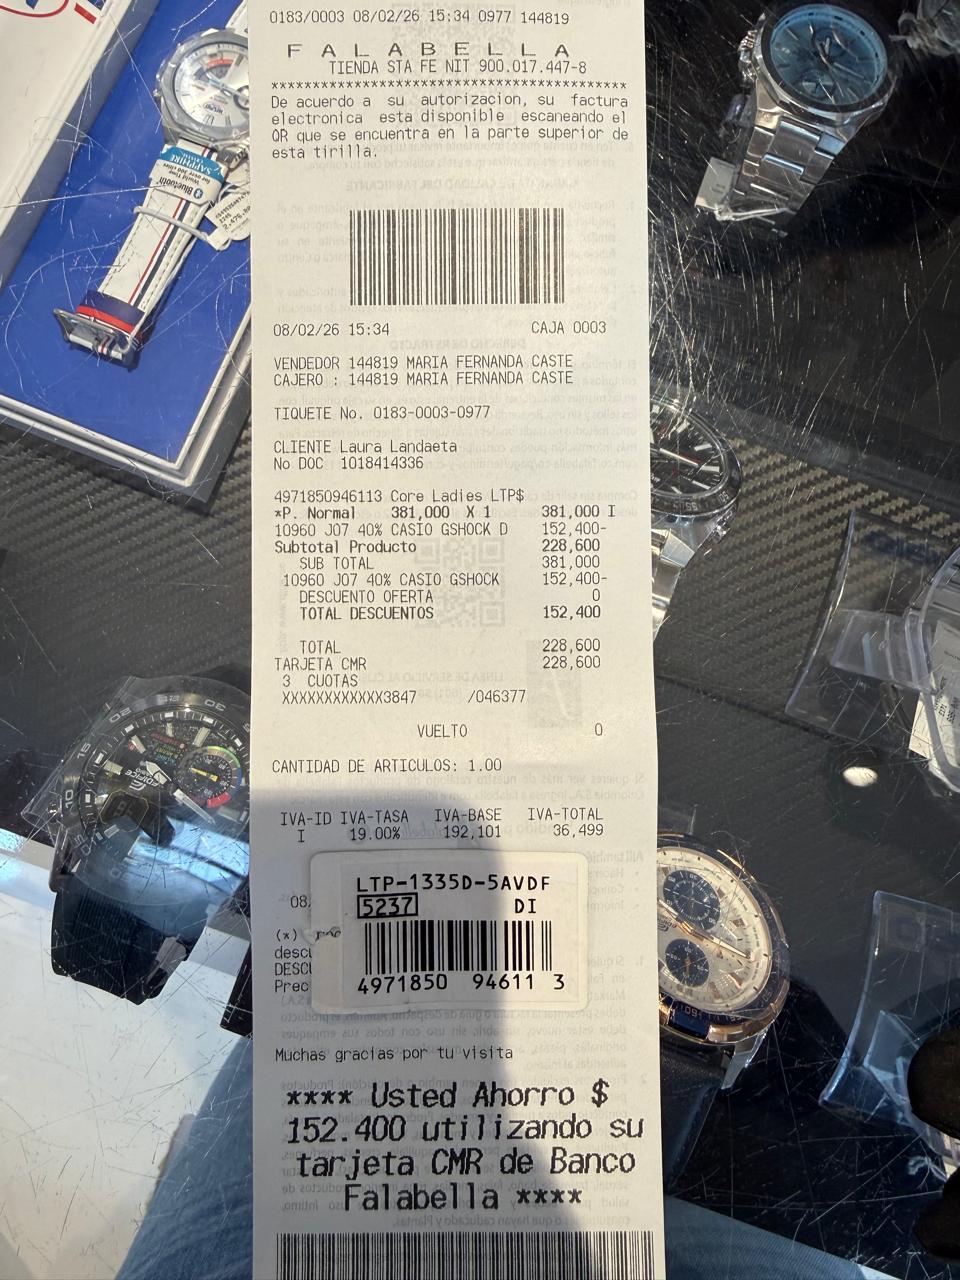 0183/0003 08/02/26 15:34 0977 144819
F A L A B E L L A
TIENDA STA FE NIT 900.017.447-8
******************************************
De acuerdo a su autorizacion, su factura
electronica esta disponible escaneando el
QR que se encuentra en la parte superior de
esta tirilla.
08/02/26 15:34 CAJA 0003
VENDEDOR 144819 MARIA FERNANDA CASTE
CAJERO : 144819 MARIA FERNANDA CASTE
TIQUETE No. 0183-0003-0977
CLIENTE Laura Landaeta
No DOC 1018414336
4971850946113 Core Ladies LTP$
*P. Normal 381,000 X 1 381,000 I
10960 J07 40% CASIO GSHOCK D 152,400-
Subtotal Producto 228,600
SUB TOTAL 381,000
10960 J07 40% CASIO GSHOCK 152,400-
DESCUENTO OFERTA 0
TOTAL DESCUENTOS 152,400
TOTAL 228,600
TARJETA CMR 228,600
3 CUOTAS
XXXXXXXXXXXX3847 /046377
VUELTO 0
CANTIDAD DE ARTICULOS: 1.00
IVA-ID IVA-TASA IVA-BASE IVA-TOTAL
I 19.00% 192,101 36,499
LTP-1335D-5AVDF
5237 DI
4971850 94611 3
08.
(*)
descu
DESCU
Prec
Muchas gracias por tu visita
**** Usted Ahorro $
152.400 utilizando su
tarjeta CMR de Banco
Falabella ****
SAPPHIRE
Bluetooth
EDIFICE